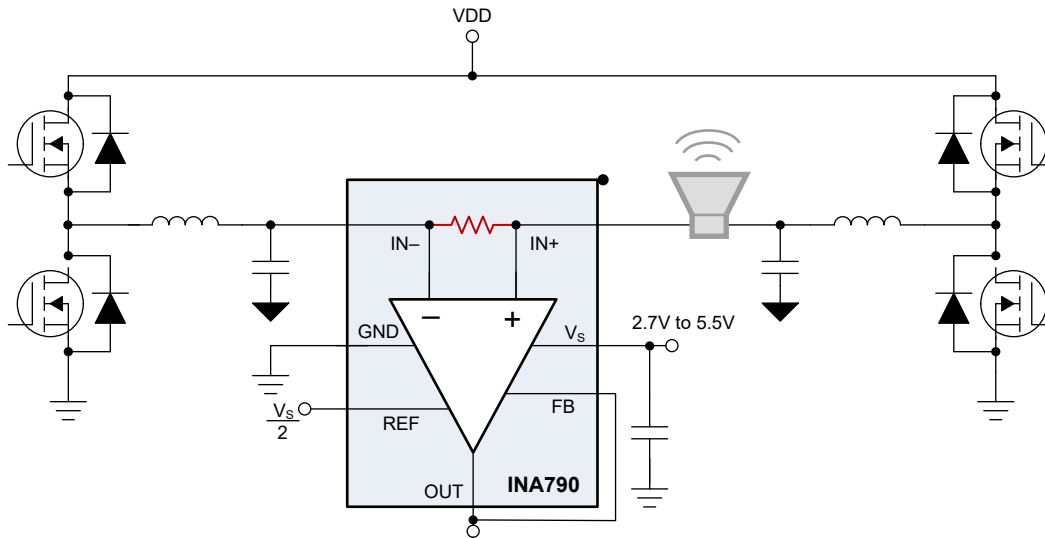 VDD
IN–
IN+
–
+
GND
Vₛ
2.7V to 5.5V
Vₛ
2
REF
FB
OUT
INA790